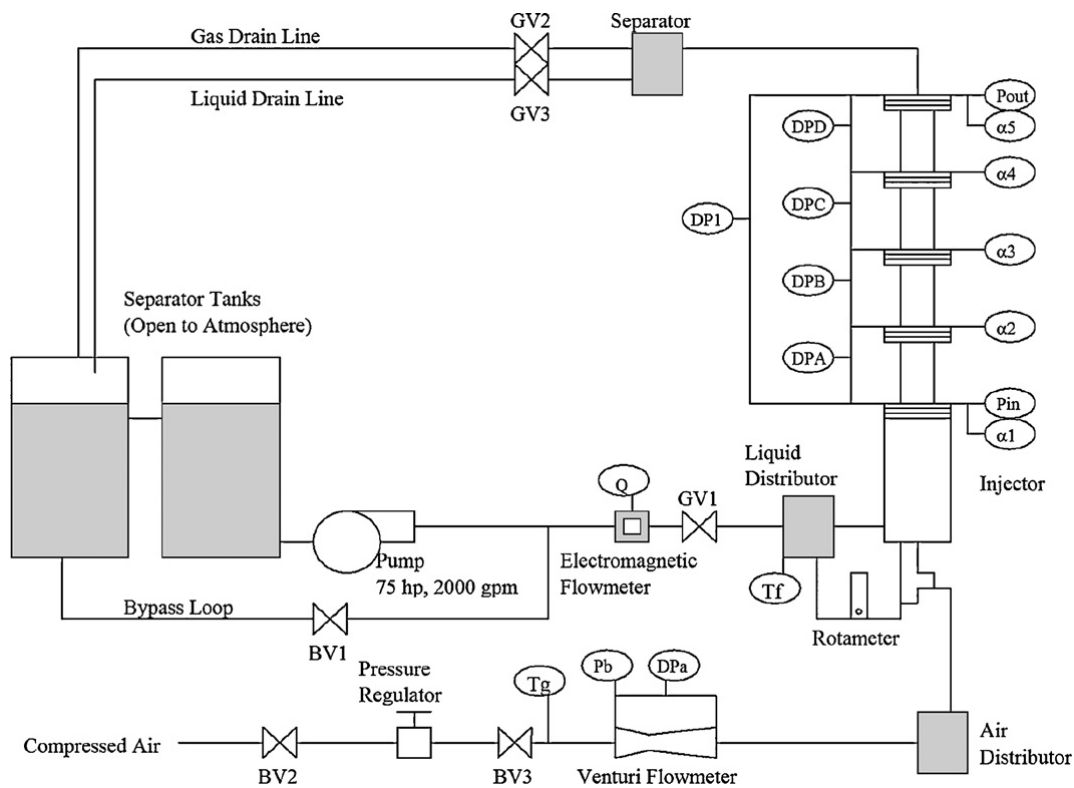 GV2
Separator
Gas Drain Line
Liquid Drain Line
GV3
Pout
DPD
α5
α4
DPC
DP1
α3
DPB
Separator Tanks
(Open to Atmosphere)
α2
DPA
Pin
α1
Liquid
Distributor
Injector
Q
GV1
Pump
75 hp, 2000 gpm
Electromagnetic
Flowmeter
Tf
Bypass Loop
Rotameter
BV1
Pressure
Regulator
Tg
Pb
DPa
Compressed Air
Air
Distributor
BV2
BV3
Venturi Flowmeter